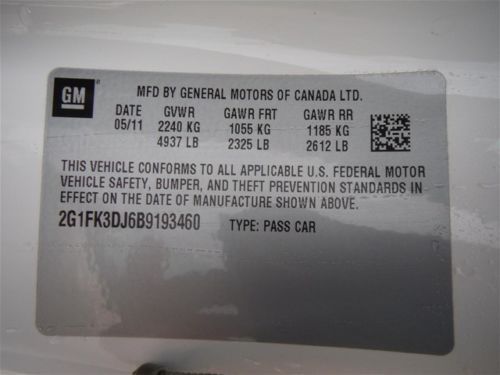 GM
MFD BY GENERAL MOTORS OF CANADA LTD.
DATE GVWR GAWR FRT GAWR RR
05/11 2240 KG 1055 KG 1185 KG
4937 LB 2325 LB 2612 LB
THIS VEHICLE CONFORMS TO ALL APPLICABLE U.S. FEDERAL MOTOR
VEHICLE SAFETY, BUMPER, AND THEFT PREVENTION STANDARDS IN
EFFECT ON THE DATE OF MANUFACTURE SHOWN ABOVE.
2G1FK3DJ6B9193460 TYPE: PASS CAR